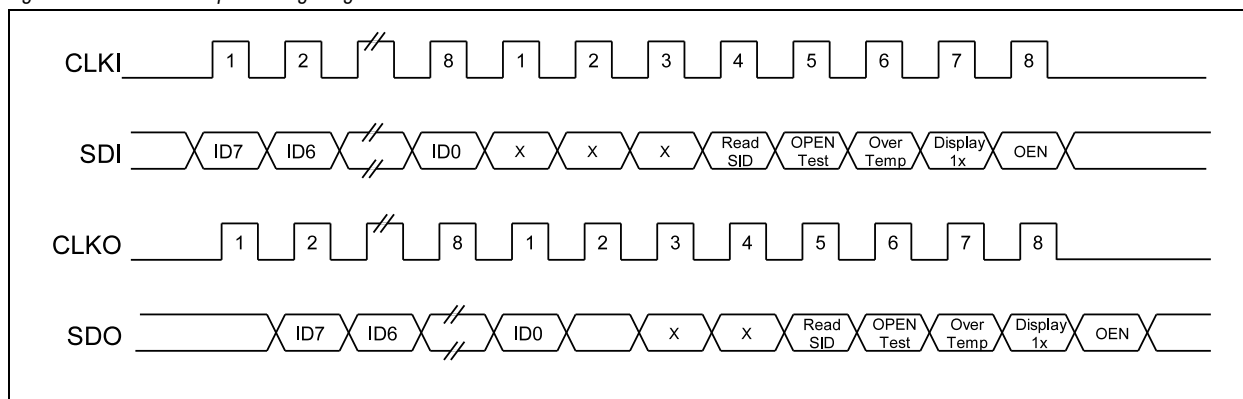 CLKI 1 2 8 1 2 3 4 5 6 7 8
SDI ID7 ID6 ID0 X X X Read SID OPEN Test Over Temp Display 1x OEN
CLKO 1 2 8 1 2 3 4 5 6 7 8
SDO ID7 ID6 ID0 X X Read SID OPEN Test Over Temp Display 1x OEN